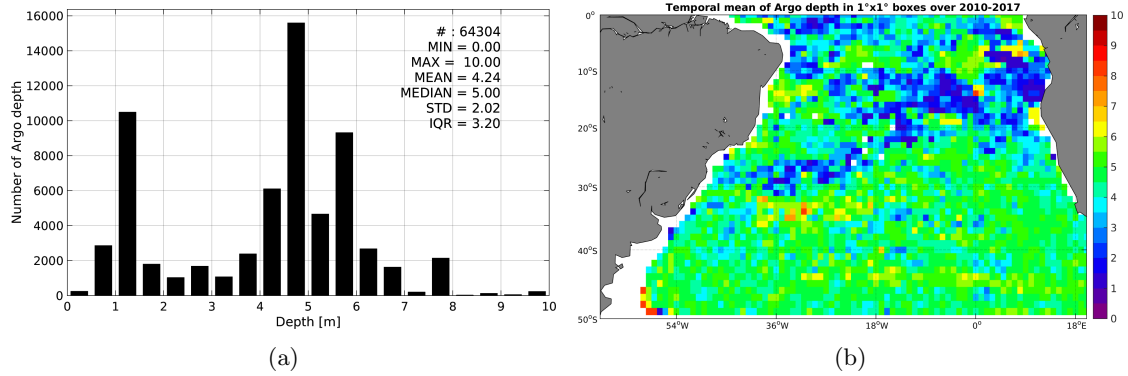 # : 64304
MIN = 0.00
MAX = 10.00
MEAN = 4.24
MEDIAN = 5.00
STD = 2.02
IQR = 3.20
16000
14000
12000
10000
8000
6000
4000
2000
0
Number of Argo depth
0 1 2 3 4 5 6 7 8 9 10
Depth [m]
(a)
Temporal mean of Argo depth in 1°x1° boxes over 2010-2017
0°
10°S
20°S
30°S
40°S
50°S
54°W 36°W 18°W 0° 18°E
10
9
8
7
6
5
4
3
2
1
0
(b)